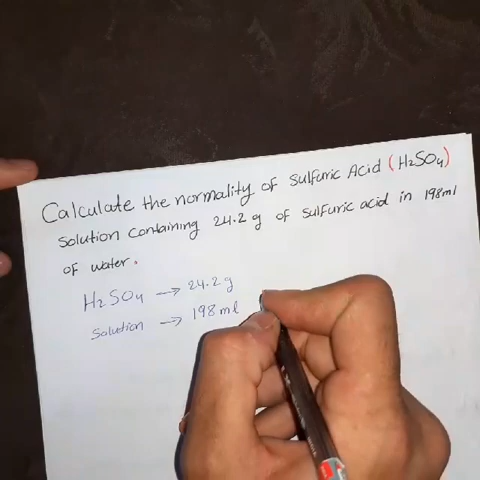 Calculate the normality of Sulfuric Acid (H2SO4)
Solution Containing 24.2 g of Sulfuric acid in 198ml
of water.
H2SO4 → 24.2 g
Solution → 198 ml